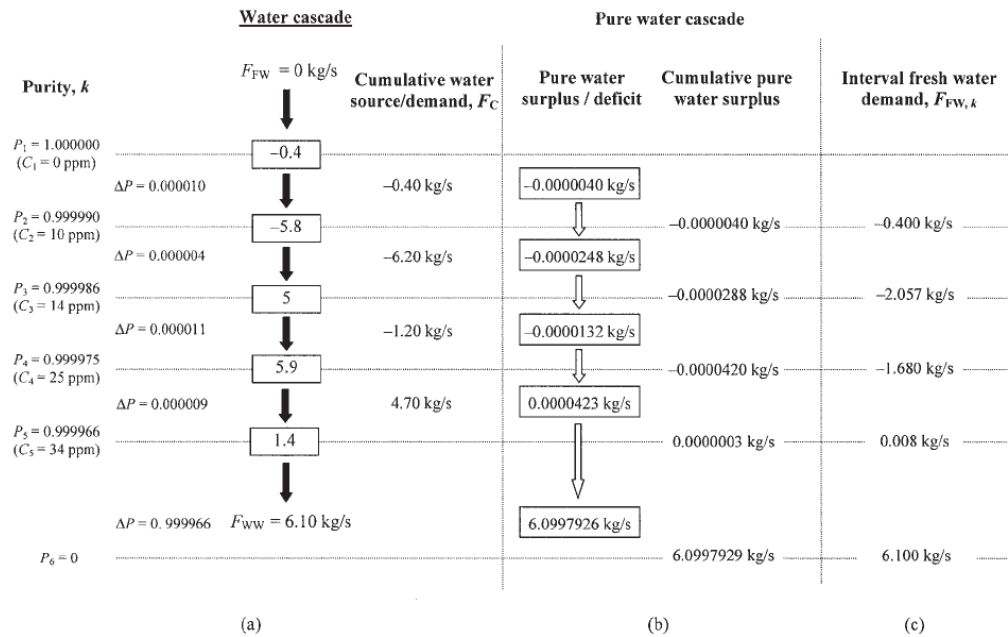 Water cascade
Pure water cascade
Purity, k
F_FW = 0 kg/s
Cumulative water
source/demand, F_C
Pure water
surplus / deficit
Cumulative pure
water surplus
Interval fresh water
demand, F_FW, k
P_1 = 1.000000
(C_1 = 0 ppm)
–0.4
ΔP = 0.000010
–0.40 kg/s
–0.0000040 kg/s
P_2 = 0.999990
(C_2 = 10 ppm)
–5.8
–0.0000040 kg/s
–0.400
ΔP = 0.000004
–6.20 kg/s
–0.0000248 kg/s
P_3 = 0.999986
(C_3 = 14 ppm)
5
–0.0000288 kg/s
–2.057
ΔP = 0.000011
–1.20 kg/s
–0.0000132 kg/s
P_4 = 0.999975
(C_4 = 25 ppm)
5.9
–0.0000420 kg/s
–1.680
ΔP = 0.000009
4.70 kg/s
0.0000423 kg/s
P_5 = 0.999966
(C_5 = 34 ppm)
1.4
0.0000003 kg/s
0.008
ΔP = 0. 999966
F_WW = 6.10 kg/s
6.0997926 kg/s
P_6 = 0
6.0997929 kg/s
6.100 kg/s
(a)
(b)
(c)